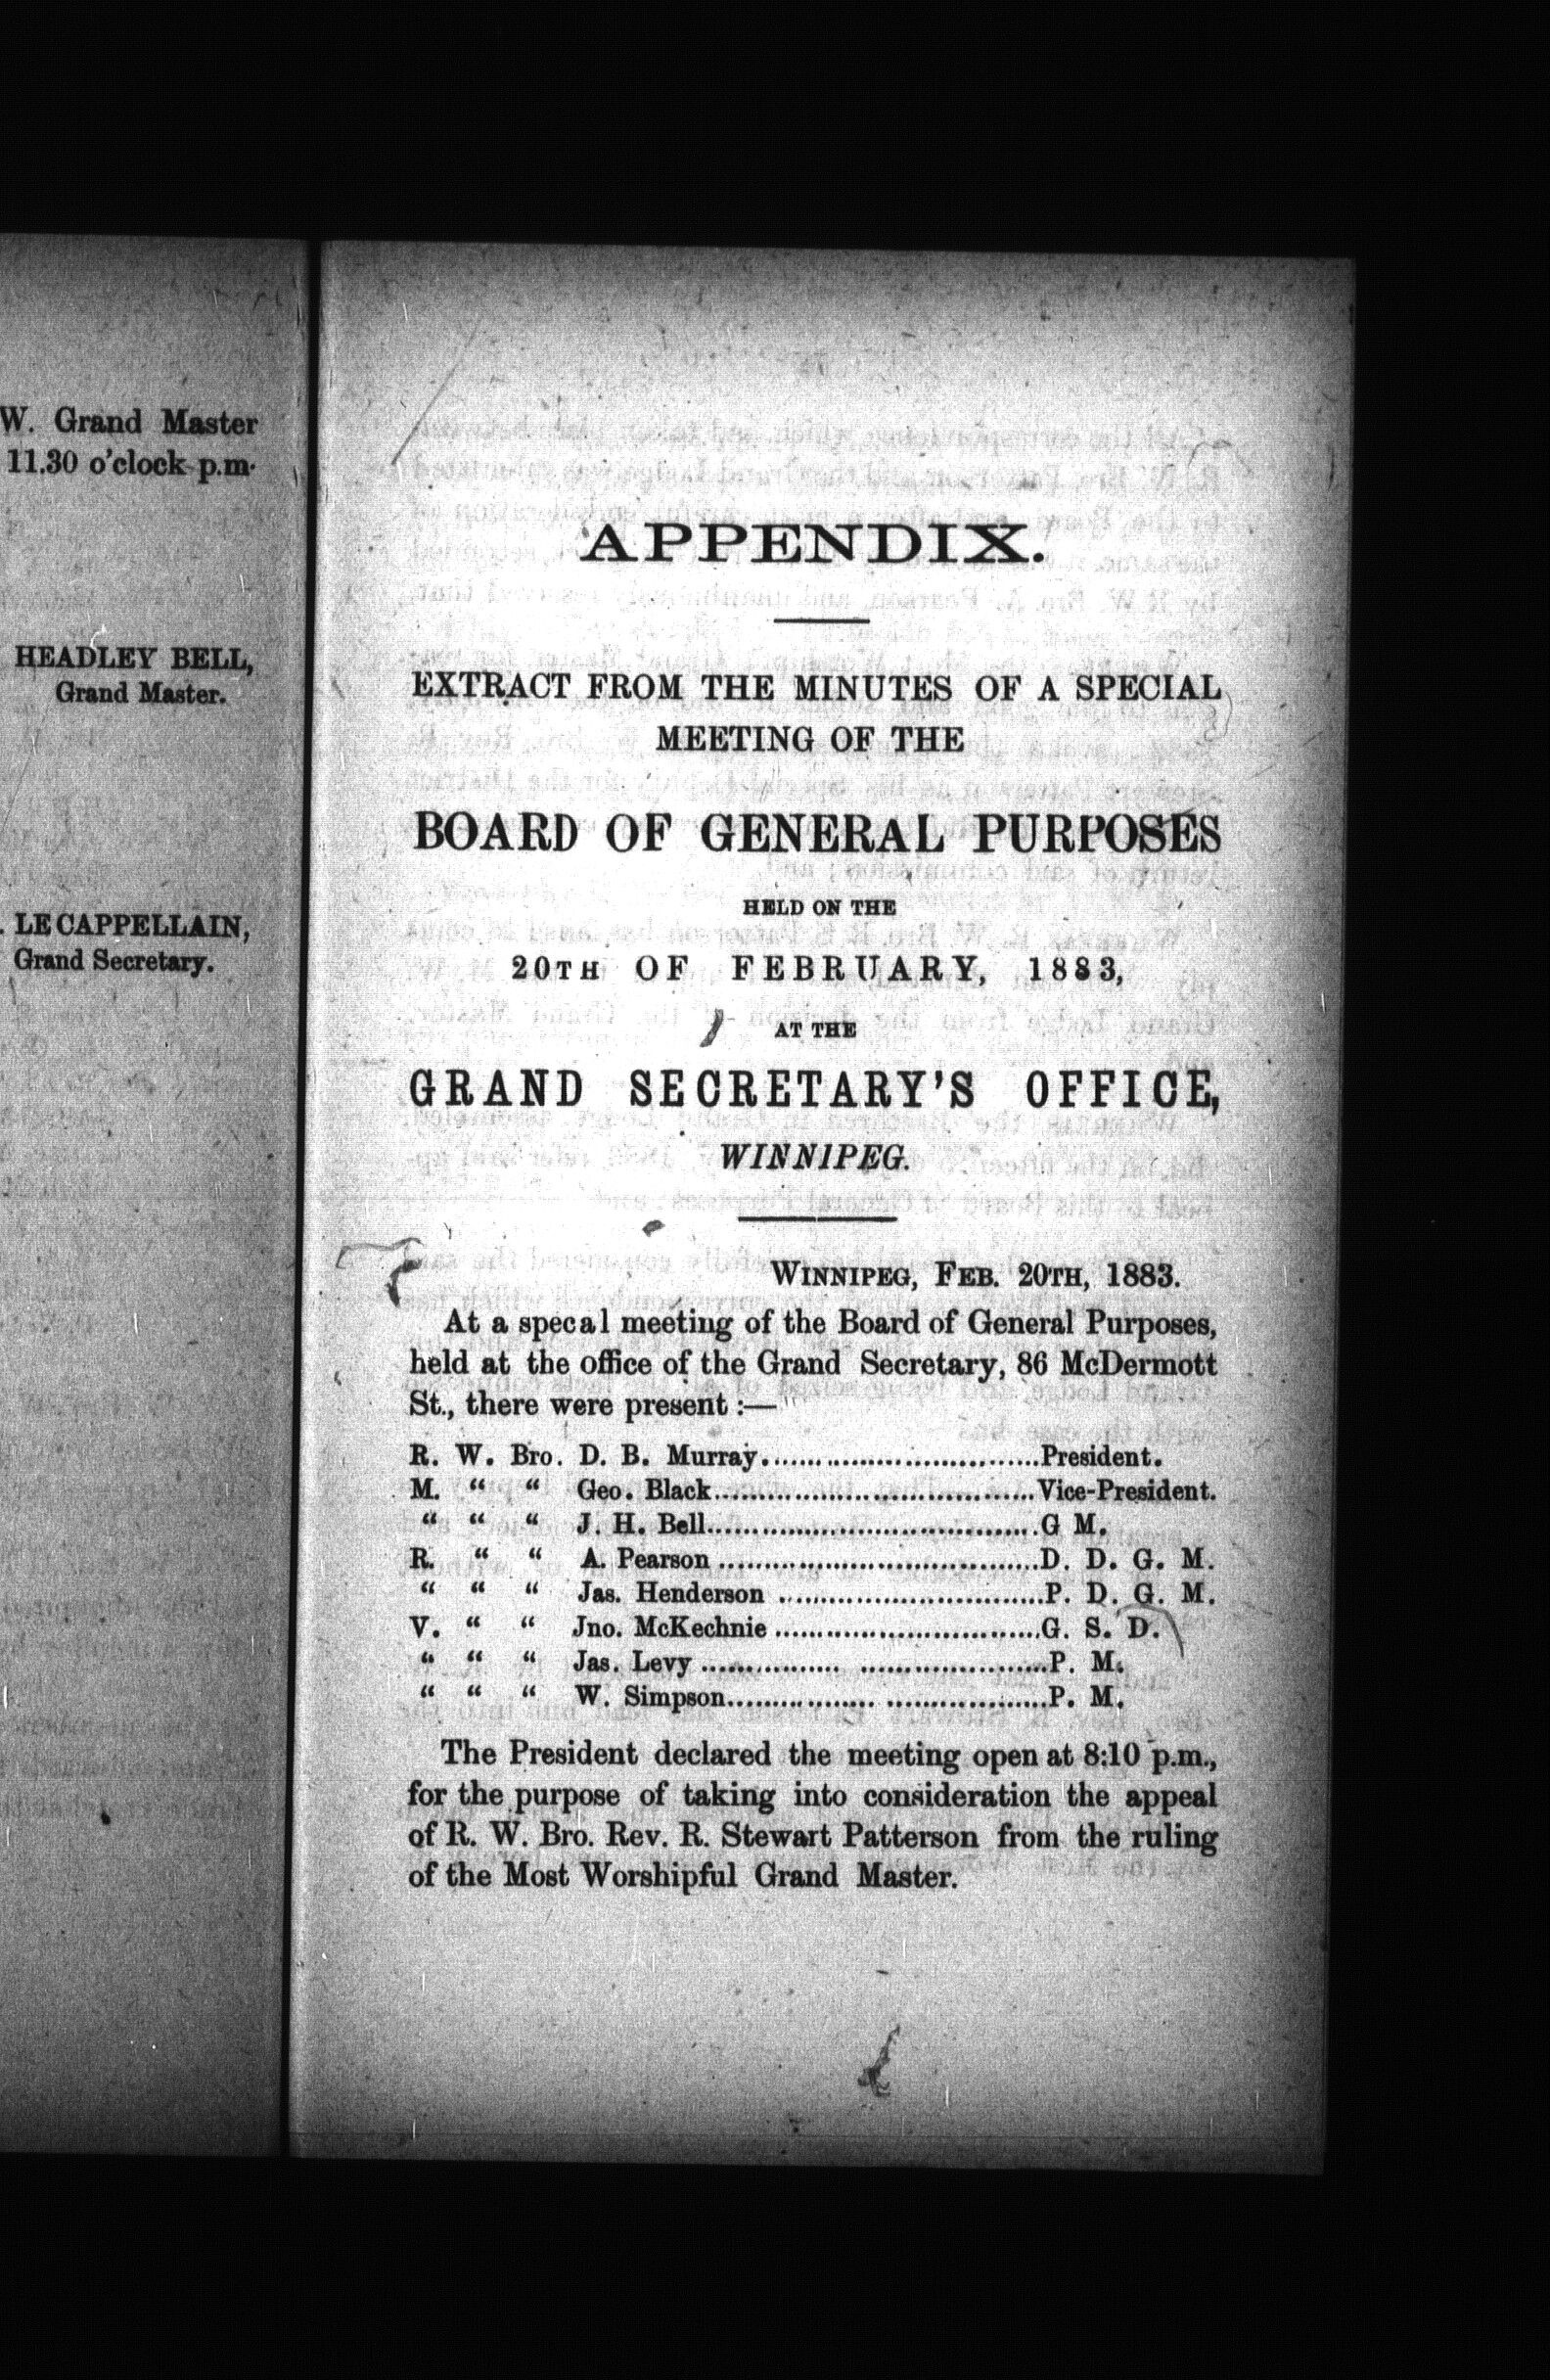 W. Grand Master
11.30 o'clock p.m.
HEADLEY BELL,
Grand Master.
. LE CAPPELLAIN,
Grand Secretary.
APPENDIX.
EXTRACT FROM THE MINUTES OF A SPECIAL
MEETING OF THE
BOARD OF GENERAL PURPOSES
HELD ON THE
20TH OF FEBRUARY, 1883,
AT THE
GRAND SECRETARY'S OFFICE,
WINNIPEG.
WINNIPEG, FEB. 20TH, 1883.
At a specal meeting of the Board of General Purposes,
held at the office of the Grand Secretary, 86 McDermott
St., there were present :—
R. W. Bro. D. B. Murray..............................President.
M. “ “ Geo. Black....................................Vice-President.
“ “ “ J. H. Bell......................................G M.
R. “ “ A. Pearson ....................................D. D. G. M.
“ “ “ Jas. Henderson ..............................P. D. G. M.
V. “ “ Jno. McKechnie ..............................G. S. D.
“ “ “ Jas. Levy ................ .....................P. M.
“ “ “ W. Simpson................. ..................P. M.
The President declared the meeting open at 8:10 p.m.,
for the purpose of taking into consideration the appeal
of R. W. Bro. Rev. R. Stewart Patterson from the ruling
of the Most Worshipful Grand Master.